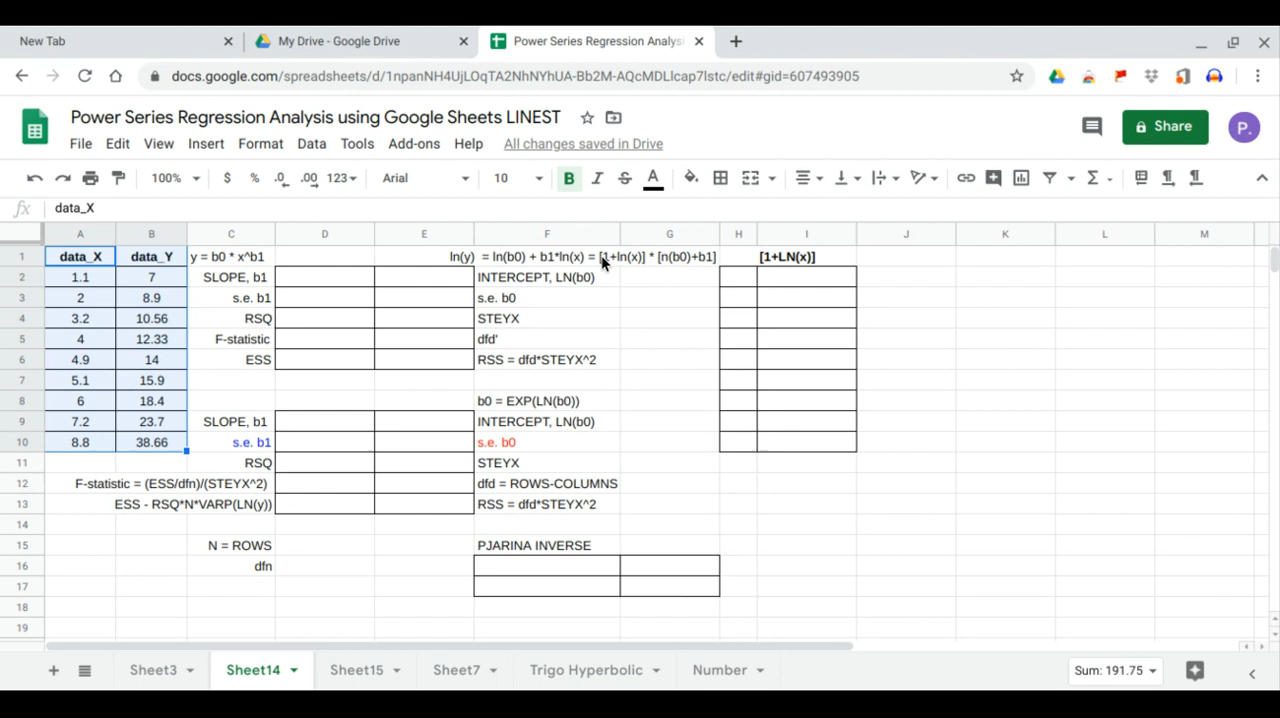 New Tab
My Drive - Google Drive
Power Series Regression Analys
docs.google.com/spreadsheets/d/1npanNH4UjLOqTA2NhNYhUA-Bb2M-AQcMDLlcap7lstc/edit#gid=607493905
Power Series Regression Analysis using Google Sheets LINEST
Share
P.
File Edit View Insert Format Data Tools Add-ons Help All changes saved in Drive
100% $ % .0 .00 123 Arial 10 B I S A
fx data_X
A B C D E F G H I J K L M
1 data_X data_Y y = b0 * x^b1 ln(y) = ln(b0) + b1*ln(x) = [1+ln(x)] * [n(b0)+b1] [1+LN(x)]
2 1.1 7 SLOPE, b1 INTERCEPT, LN(b0)
3 2 8.9 s.e. b1 s.e. b0
4 3.2 10.56 RSQ STEYX
5 4 12.33 F-statistic dfd'
6 4.9 14 ESS RSS = dfd*STEYX^2
7 5.1 15.9
8 6 18.4 b0 = EXP(LN(b0))
9 7.2 23.7 SLOPE, b1 INTERCEPT, LN(b0)
10 8.8 38.66 s.e. b1 s.e. b0
11 RSQ STEYX
12 F-statistic = (ESS/dfn)/(STEYX^2) dfd = ROWS-COLUMNS
13 ESS - RSQ*N*VARP(LN(y)) RSS = dfd*STEYX^2
14
15 N = ROWS PJARINA INVERSE
16 dfn
17
18
19
Sheet3 Sheet14 Sheet15 Sheet7 Trigo Hyperbolic Number Sum: 191.75